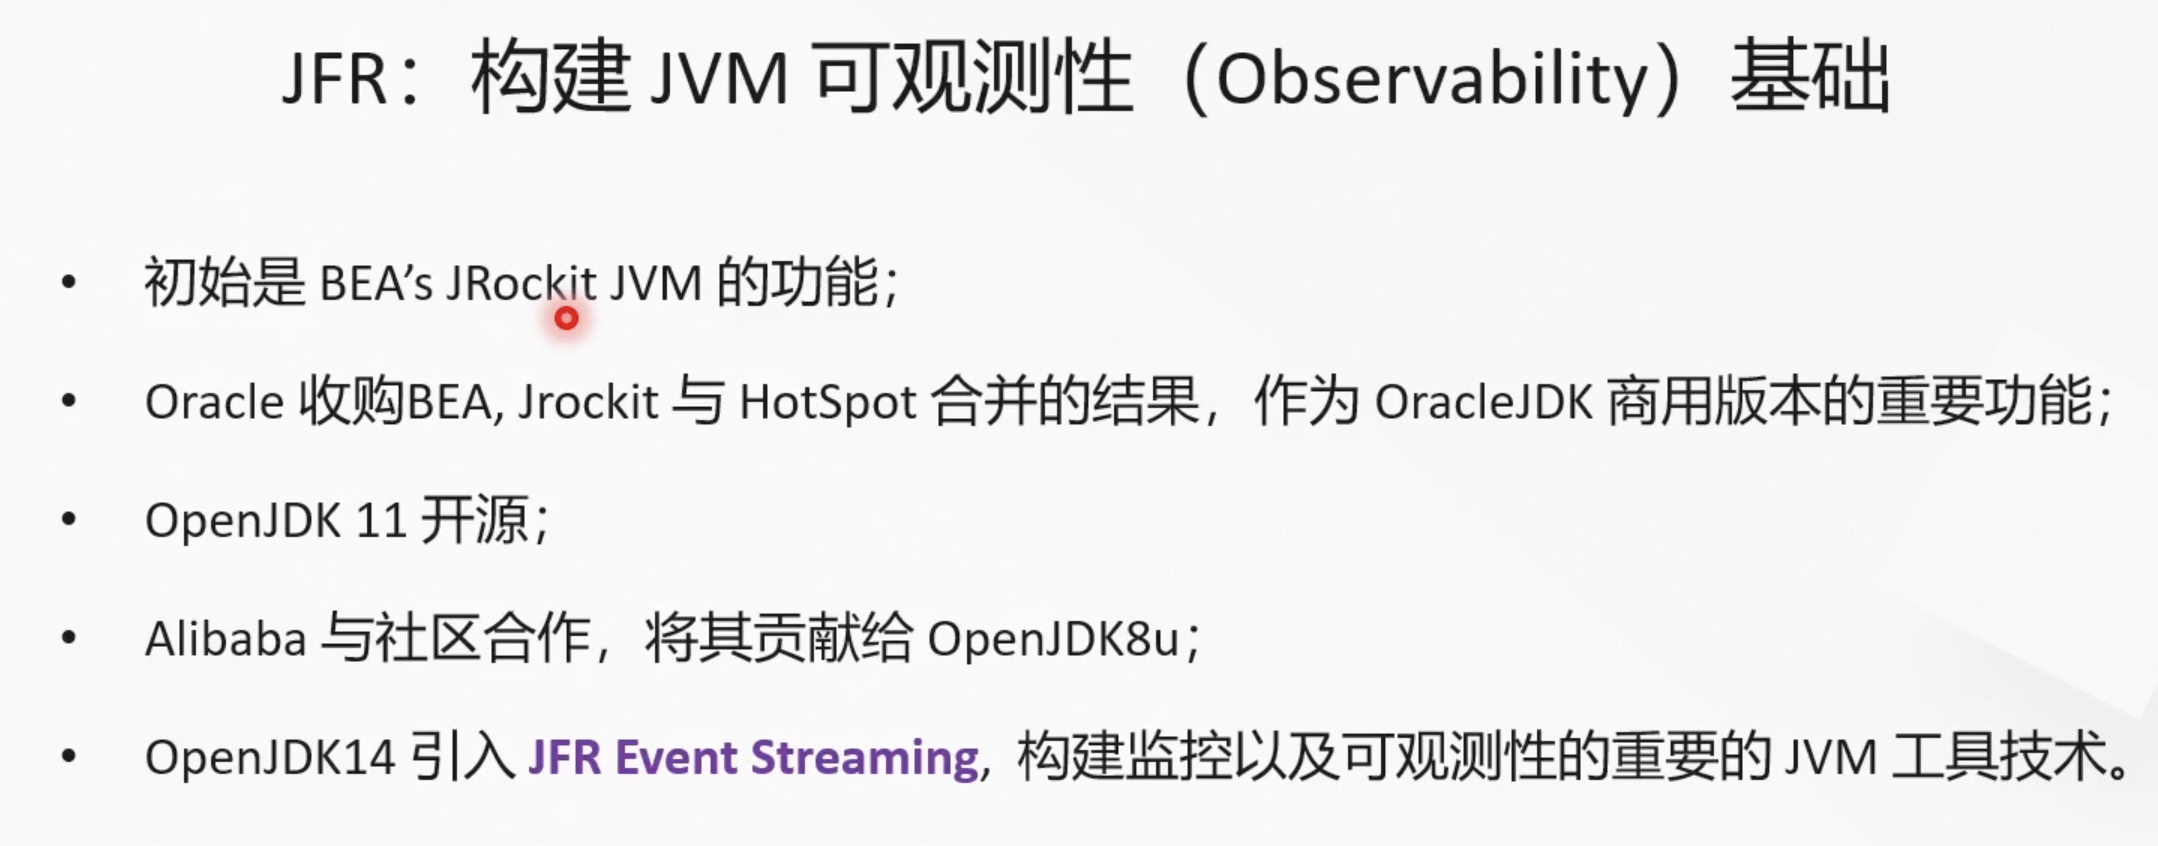 JFR：构建 JVM 可观测性（Observability）基础
• 初始是 BEA’s JRockit JVM 的功能；
• Oracle 收购BEA, Jrockit 与 HotSpot 合并的结果，作为 OracleJDK 商用版本的重要功能；
• OpenJDK 11 开源；
• Alibaba 与社区合作，将其贡献给 OpenJDK8u；
• OpenJDK14 引入 JFR Event Streaming, 构建监控以及可观测性的重要的 JVM 工具技术。